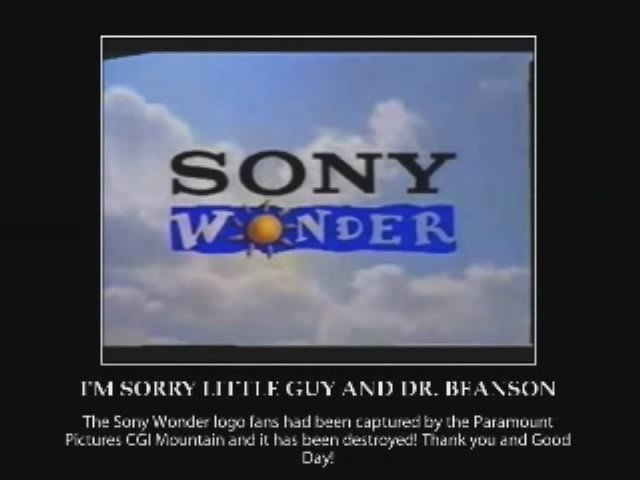 SONY
WONDER
I'M SORRY LITTLE GUY AND DR. BEANSON
The Sony Wonder logo fans had been captured by the Paramount
Pictures CGI Mountain and it has been destroyed! Thank you and Good
Day!